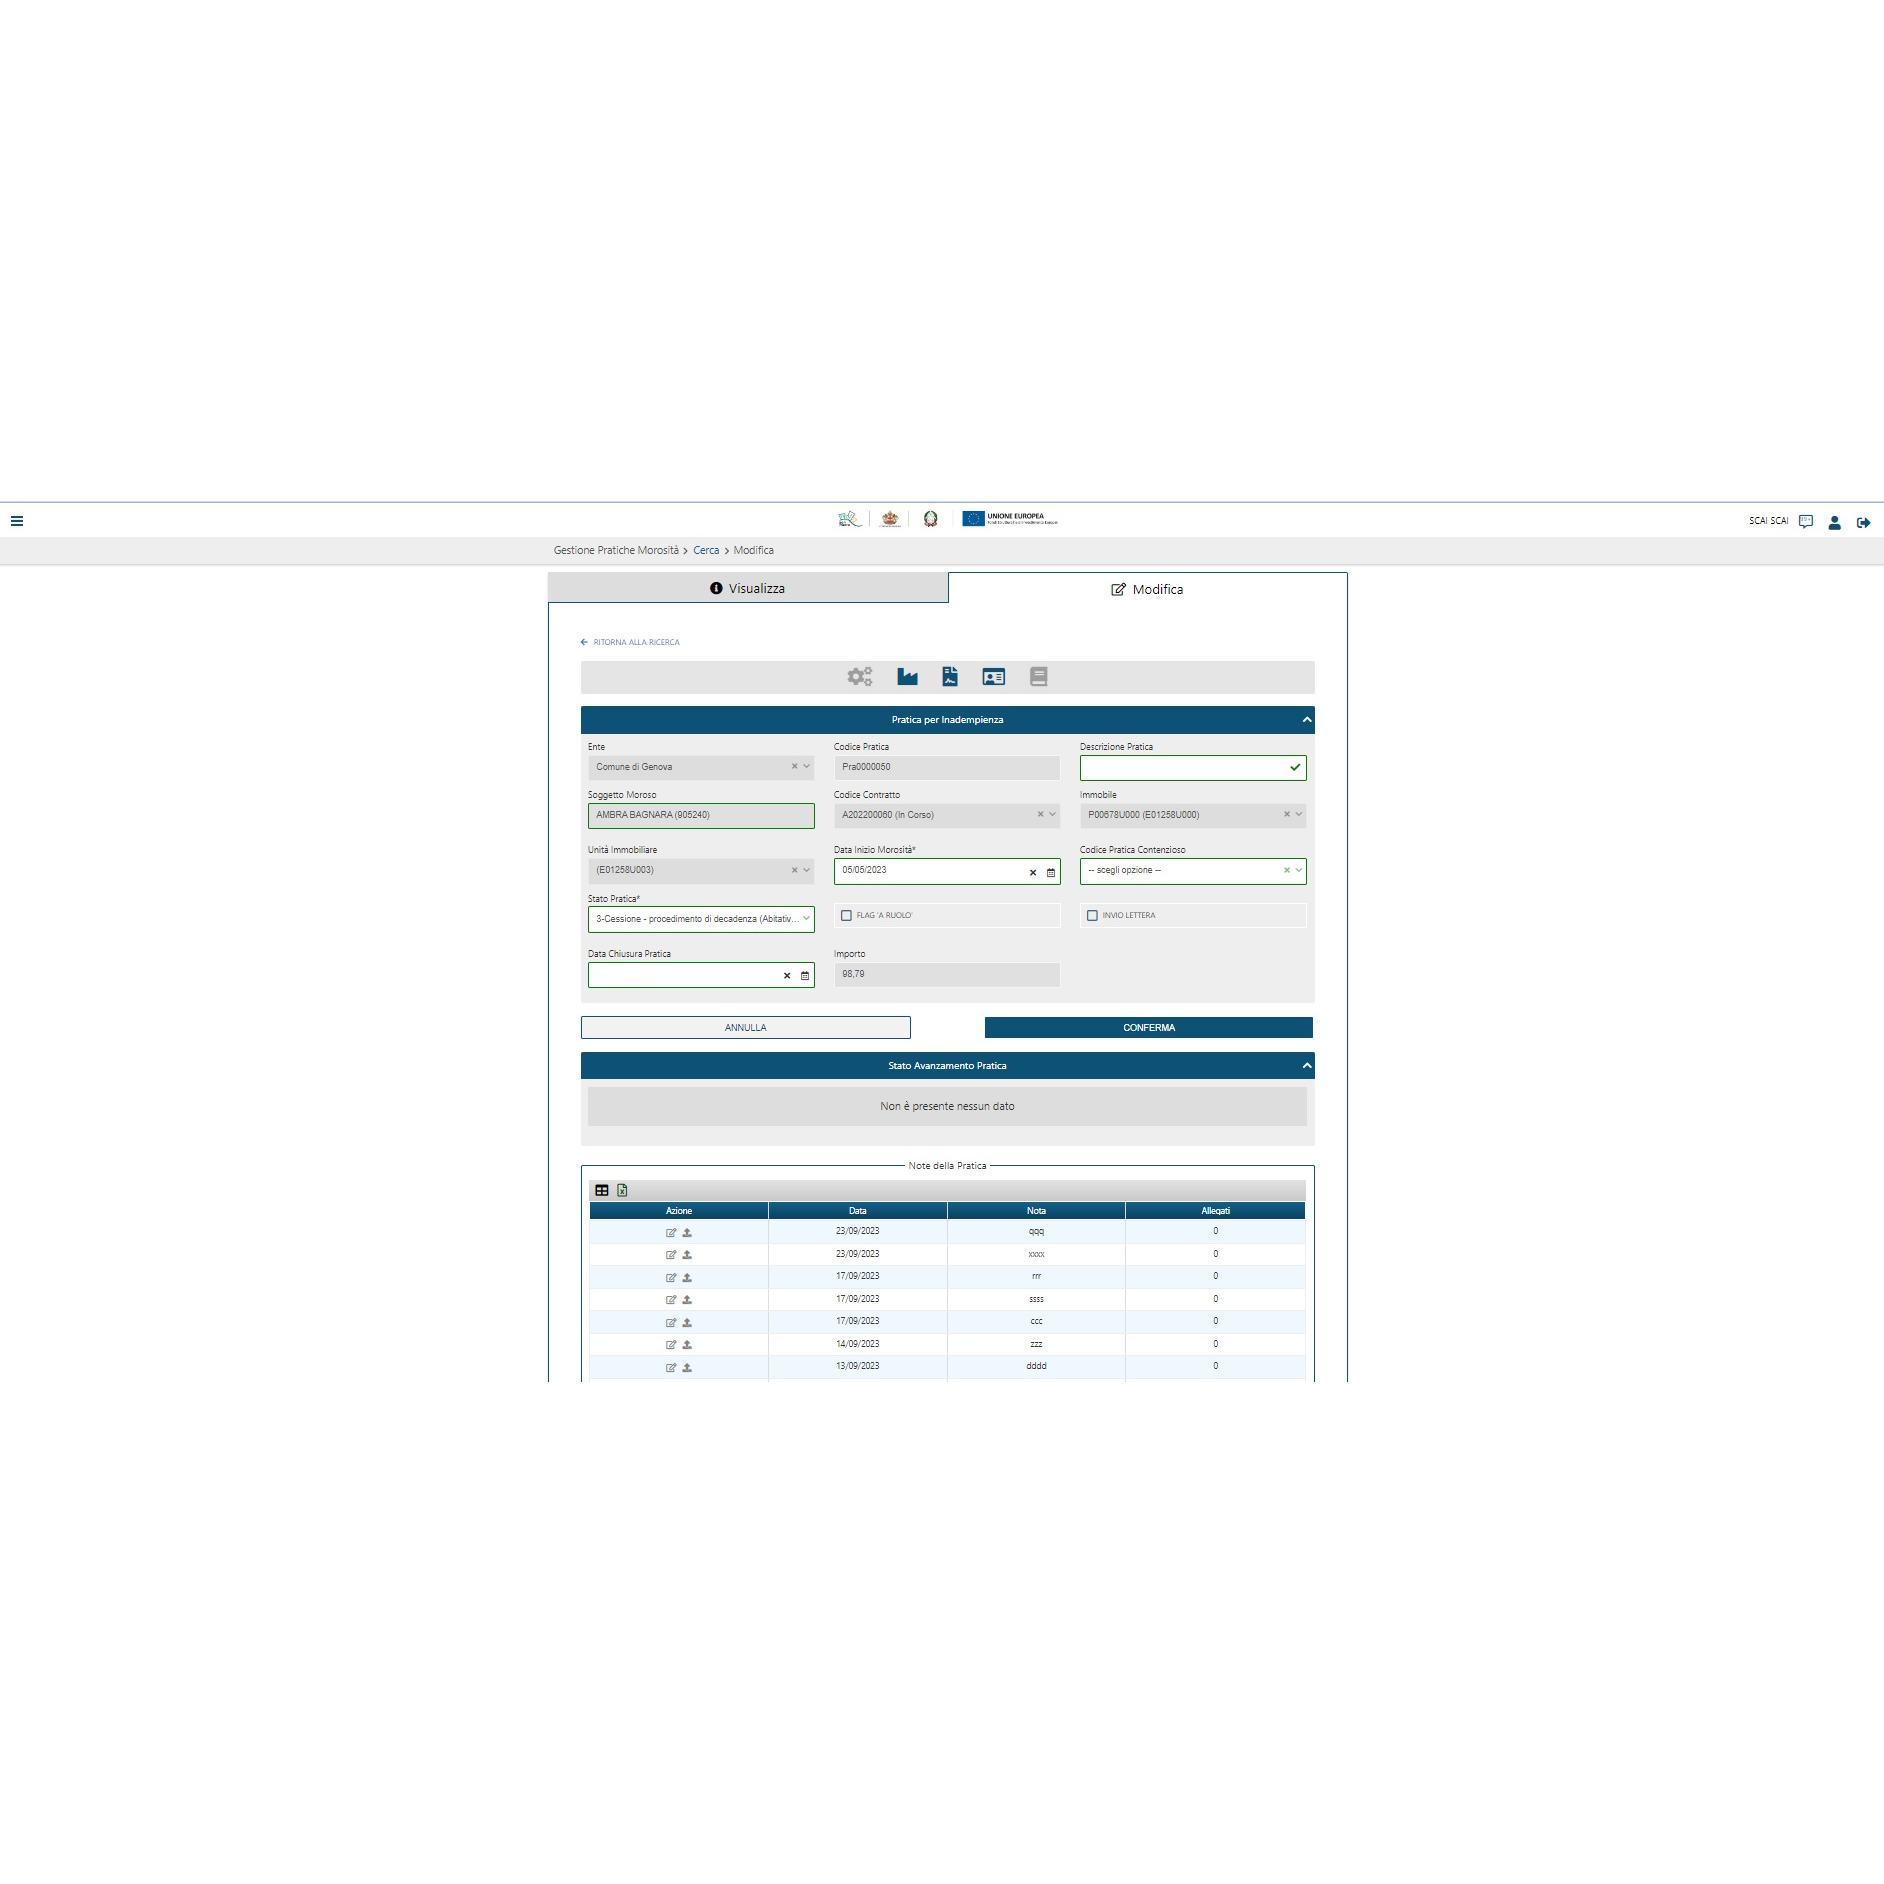 UNIONE EUROPEA
SCAI SCAI
Gestione Pratiche Morosità > Cerca > Modifica
Visualizza
Modifica
RITORNA ALLA RICERCA
Pratica per Inadempienza
Ente
Codice Pratica
Descrizione Pratica
Comune di Genova
Pra0000050
Soggetto Moroso
Codice Contratto
Immobile
AMBRA BAGNARA (905240)
A202200060 (In Corso)
P00678U000 (E01258U000)
Unità Immobiliare
Data Inizio Morosità*
Codice Pratica Contenzioso
(E01258U003)
05/05/2023
-- scegli opzione --
Stato Pratica*
3-Cessione - procedimento di decadenza (Abitativ...
FLAG 'A RUOLO'
INVIO LETTERA
Data Chiusura Pratica
Importo
98,79
ANNULLA
CONFERMA
Stato Avanzamento Pratica
Non è presente nessun dato
Note della Pratica
Azione Data Nota Allegati
23/09/2023 qqq 0
23/09/2023 xxxx 0
17/09/2023 rrr 0
17/09/2023 ssss 0
17/09/2023 ccc 0
14/09/2023 zzz 0
13/09/2023 dddd 0